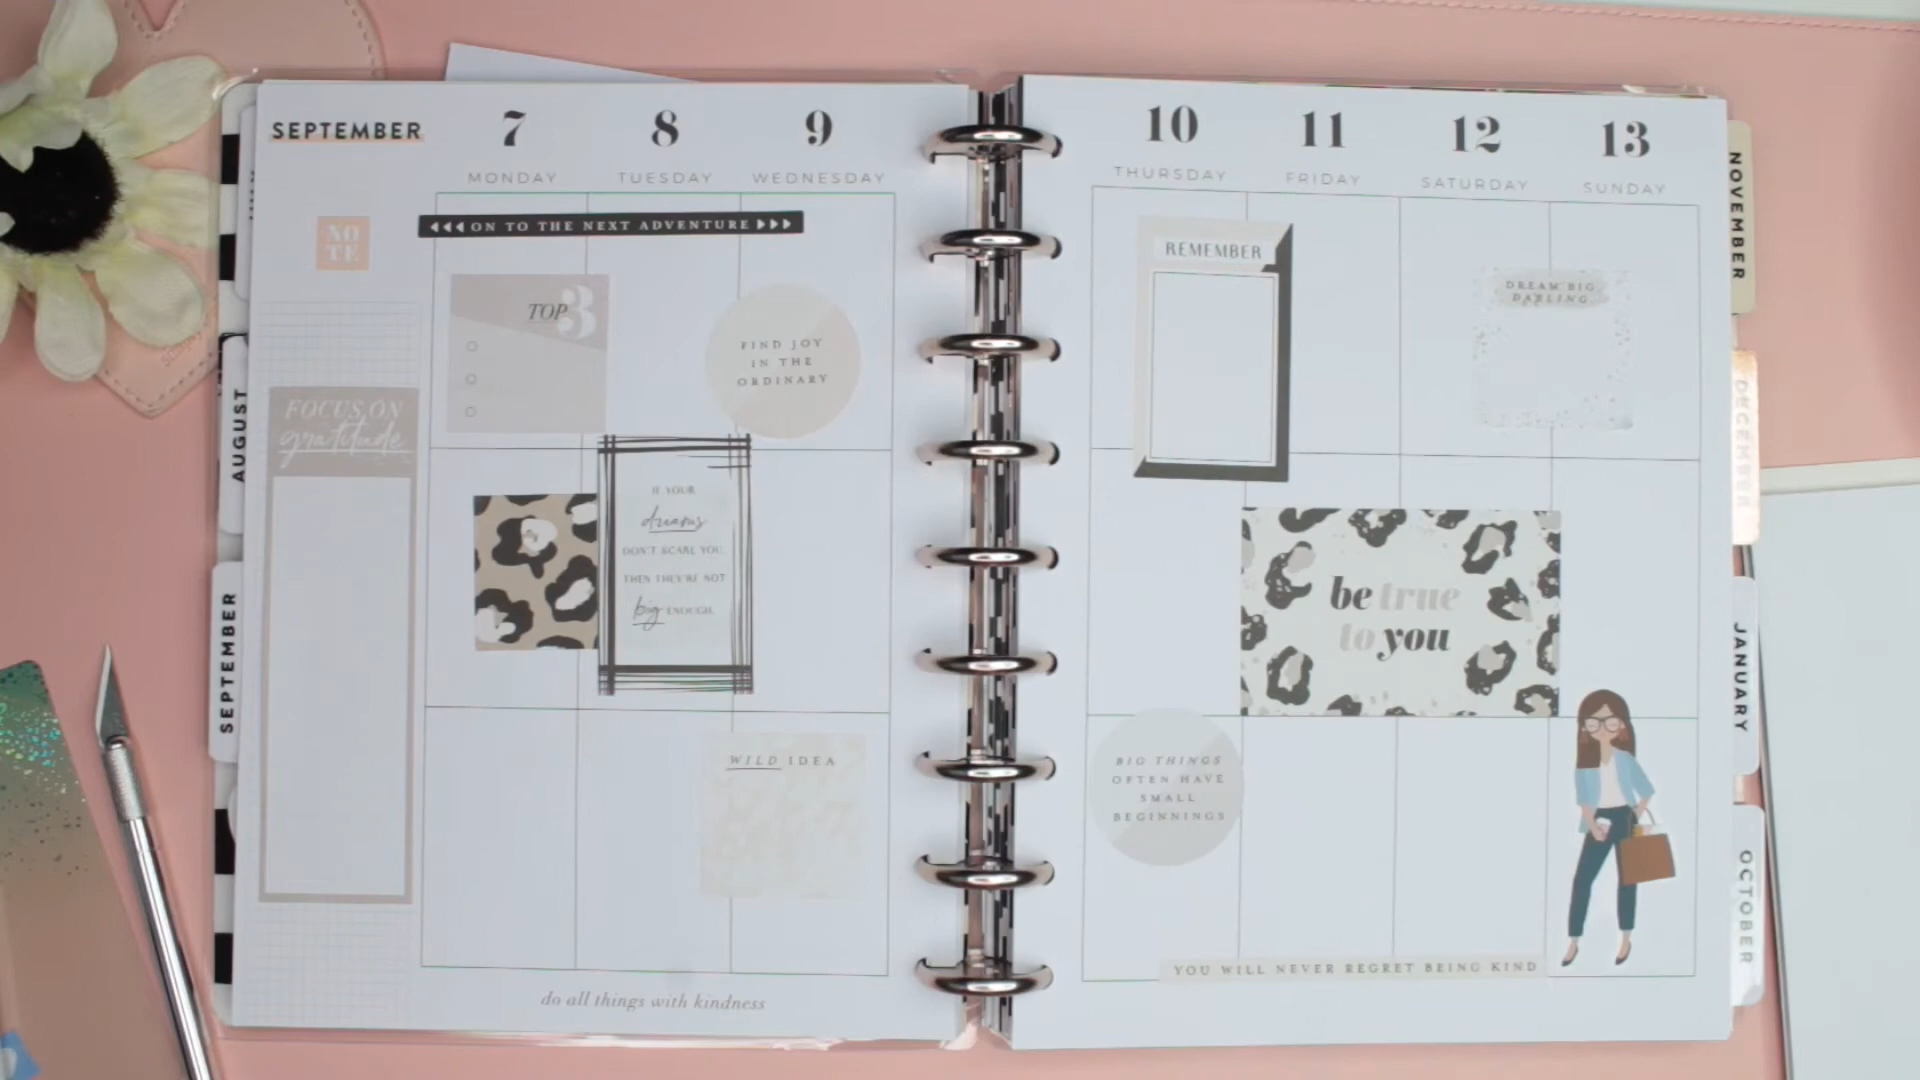 SEPTEMBER
7
MONDAY
8
TUESDAY
9
WEDNESDAY
NO
TE
ON TO THE NEXT ADVENTURE
TOP 3
FIND JOY
IN THE
ORDINARY
FOCUS ON
gratitude
IF YOUR
dreams
DON'T SCARE YOU,
THEN THEY'RE NOT
big ENOUGH.
WILD IDEA
do all things with kindness
AUGUST
SEPTEMBER
10
THURSDAY
11
FRIDAY
12
SATURDAY
13
SUNDAY
REMEMBER
DREAM BIG
DARLING
be true
to you
BIG THINGS
OFTEN HAVE
SMALL
BEGINNINGS
YOU WILL NEVER REGRET BEING KIND
NOVEMBER
DECEMBER
JANUARY
OCTOBER